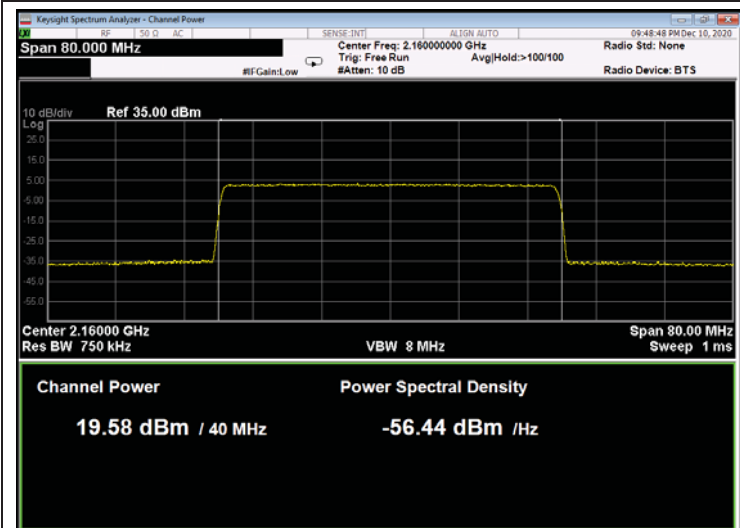 Keysight Spectrum Analyzer - Channel Power
LXI RF 50 Ω AC SENSE:INT ALIGN AUTO 09:48:48 PM Dec 10, 2020
Span 80.000 MHz Center Freq: 2.160000000 GHz Radio Std: None
Trig: Free Run Avg|Hold:>100/100
#IFGain:Low #Atten: 10 dB Radio Device: BTS
10 dB/div Ref 35.00 dBm
Log
25.0
15.0
5.00
-5.00
-15.0
-25.0
-35.0
-45.0
-55.0
Center 2.16000 GHz Span 80.00 MHz
Res BW 750 kHz VBW 8 MHz Sweep 1 ms
Channel Power Power Spectral Density
19.58 dBm / 40 MHz -56.44 dBm /Hz